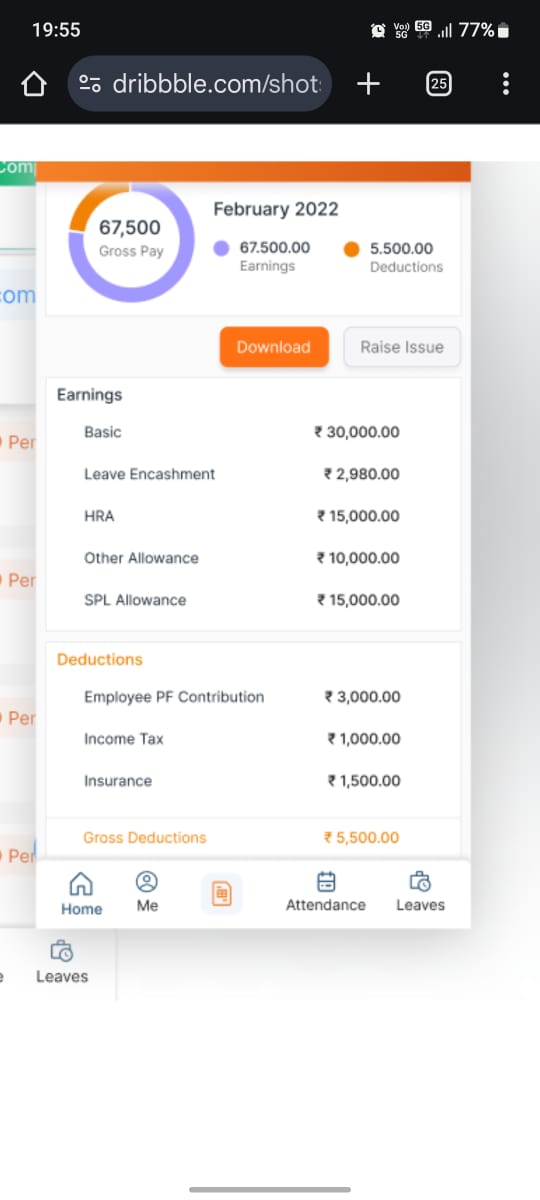 19:55
Vo)) 5G 5G 77%
dribbble.com/shot
25
Com
com
Per
Per
Per
Per
67,500
Gross Pay
February 2022
67.500.00
Earnings
5.500.00
Deductions
Download
Raise Issue
Earnings
Basic ₹ 30,000.00
Leave Encashment ₹ 2,980.00
HRA ₹ 15,000.00
Other Allowance ₹ 10,000.00
SPL Allowance ₹ 15,000.00
Deductions
Employee PF Contribution ₹ 3,000.00
Income Tax ₹ 1,000.00
Insurance ₹ 1,500.00
Gross Deductions ₹ 5,500.00
Home Me Attendance Leaves
e Leaves